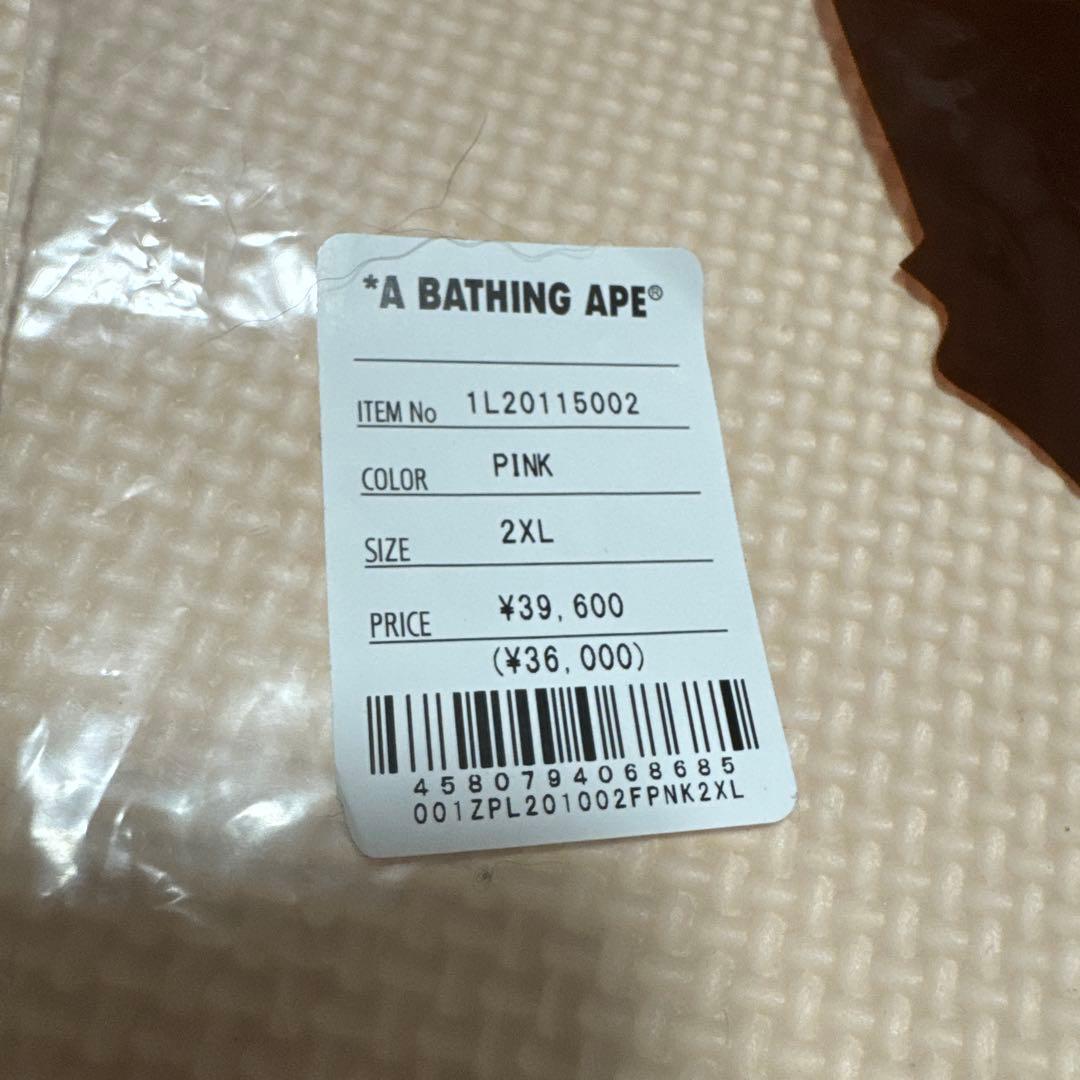 *A BATHING APE®
ITEM No 1L20115002
COLOR PINK
SIZE 2XL
PRICE ¥39,600
(¥36,000)
4580794068685
001ZPL201002FPNK2XL